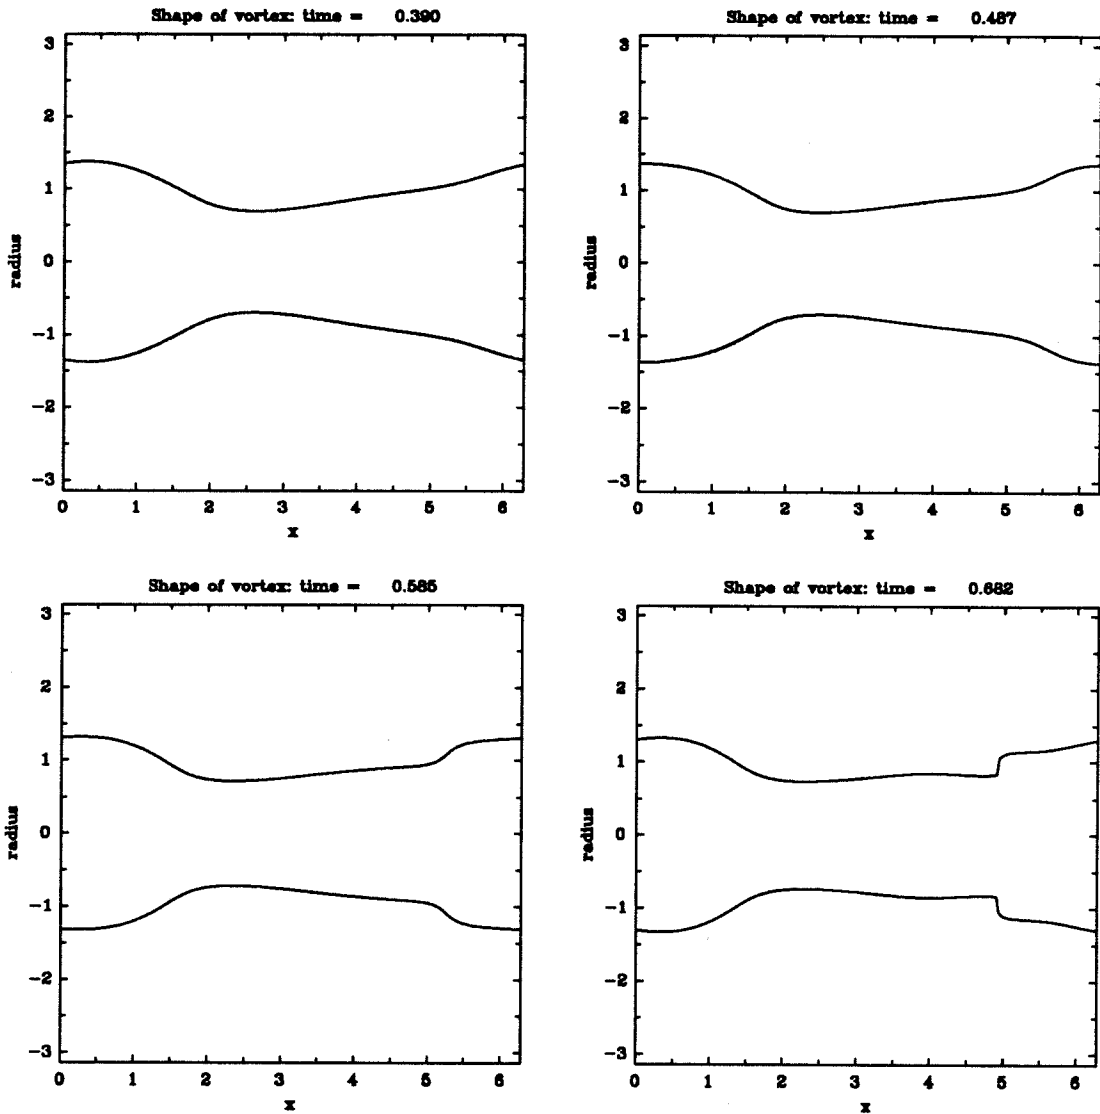 Shape of vortex: time = 0.390
3
2
1
0
-1
-2
-3
radius
0 1 2 3 4 5 6
x
Shape of vortex: time = 0.487
3
2
1
0
-1
-2
-3
radius
0 1 2 3 4 5 6
x
Shape of vortex: time = 0.585
3
2
1
0
-1
-2
-3
radius
0 1 2 3 4 5 6
x
Shape of vortex: time = 0.682
3
2
1
0
-1
-2
-3
radius
0 1 2 3 4 5 6
x